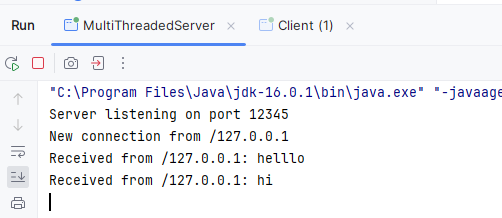 Run MultiThreadedServer Client (1)
"C:\Program Files\Java\jdk-16.0.1\bin\java.exe" "-javaage
Server listening on port 12345
New connection from /127.0.0.1
Received from /127.0.0.1: helllo
Received from /127.0.0.1: hi